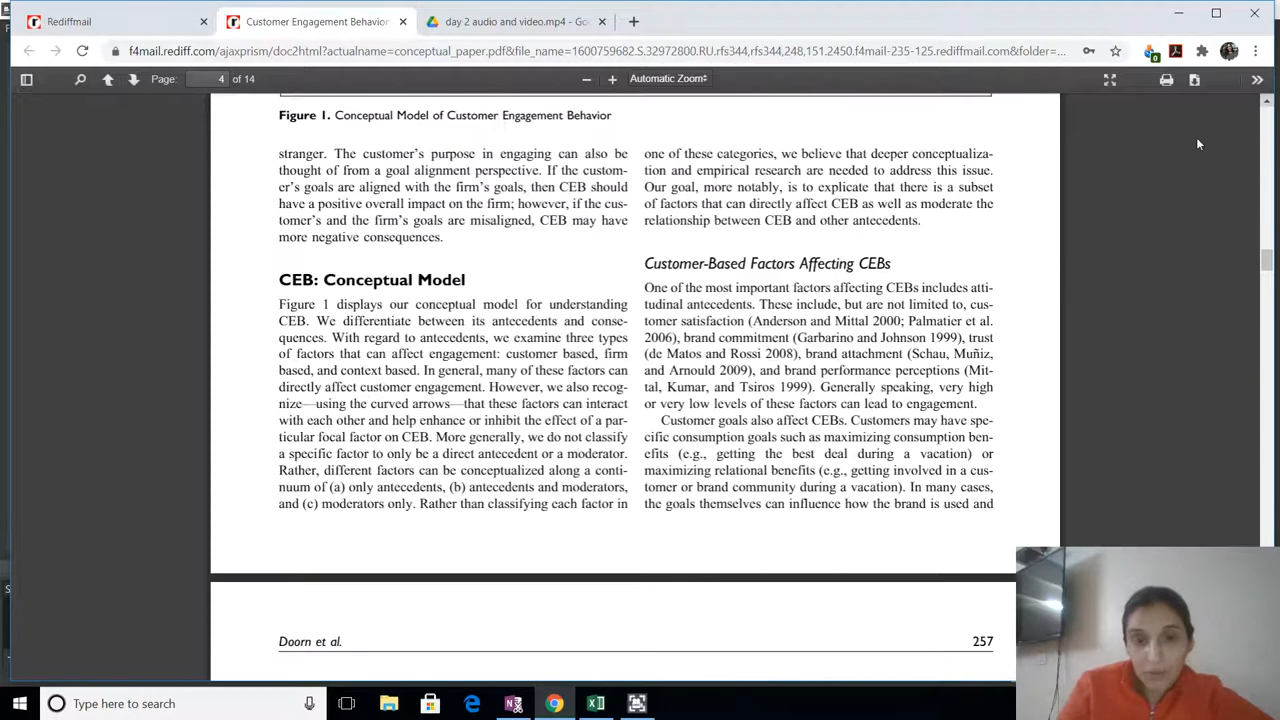 Rediffmail
Customer Engagement Behavior
day 2 audio and video.mp4 - Goo
f4mail.rediff.com/ajaxprism/doc2html?actualname=conceptual_paper.pdf&file_name=1600759682.S.32972800.RU.rfs344,rfs344,248,151.2450.f4mail-235-125.rediffmail.com&folder=...
0
Page: 4 of 14
Automatic Zoom
Figure 1. Conceptual Model of Customer Engagement Behavior
stranger. The customer's purpose in engaging can also be
thought of from a goal alignment perspective. If the custom-
er's goals are aligned with the firm's goals, then CEB should
have a positive overall impact on the firm; however, if the cus-
tomer's and the firm's goals are misaligned, CEB may have
more negative consequences.
CEB: Conceptual Model
Figure 1 displays our conceptual model for understanding
CEB. We differentiate between its antecedents and conse-
quences. With regard to antecedents, we examine three types
of factors that can affect engagement: customer based, firm
based, and context based. In general, many of these factors can
directly affect customer engagement. However, we also recog-
nize—using the curved arrows—that these factors can interact
with each other and help enhance or inhibit the effect of a par-
ticular focal factor on CEB. More generally, we do not classify
a specific factor to only be a direct antecedent or a moderator.
Rather, different factors can be conceptualized along a conti-
nuum of (a) only antecedents, (b) antecedents and moderators,
and (c) moderators only. Rather than classifying each factor in
one of these categories, we believe that deeper conceptualiza-
tion and empirical research are needed to address this issue.
Our goal, more notably, is to explicate that there is a subset
of factors that can directly affect CEB as well as moderate the
relationship between CEB and other antecedents.
Customer-Based Factors Affecting CEBs
One of the most important factors affecting CEBs includes atti-
tudinal antecedents. These include, but are not limited to, cus-
tomer satisfaction (Anderson and Mittal 2000; Palmatier et al.
2006), brand commitment (Garbarino and Johnson 1999), trust
(de Matos and Rossi 2008), brand attachment (Schau, Muñiz,
and Arnould 2009), and brand performance perceptions (Mit-
tal, Kumar, and Tsiros 1999). Generally speaking, very high
or very low levels of these factors can lead to engagement.
Customer goals also affect CEBs. Customers may have spe-
cific consumption goals such as maximizing consumption ben-
efits (e.g., getting the best deal during a vacation) or
maximizing relational benefits (e.g., getting involved in a cus-
tomer or brand community during a vacation). In many cases,
the goals themselves can influence how the brand is used and
Doorn et al.
257
Type here to search